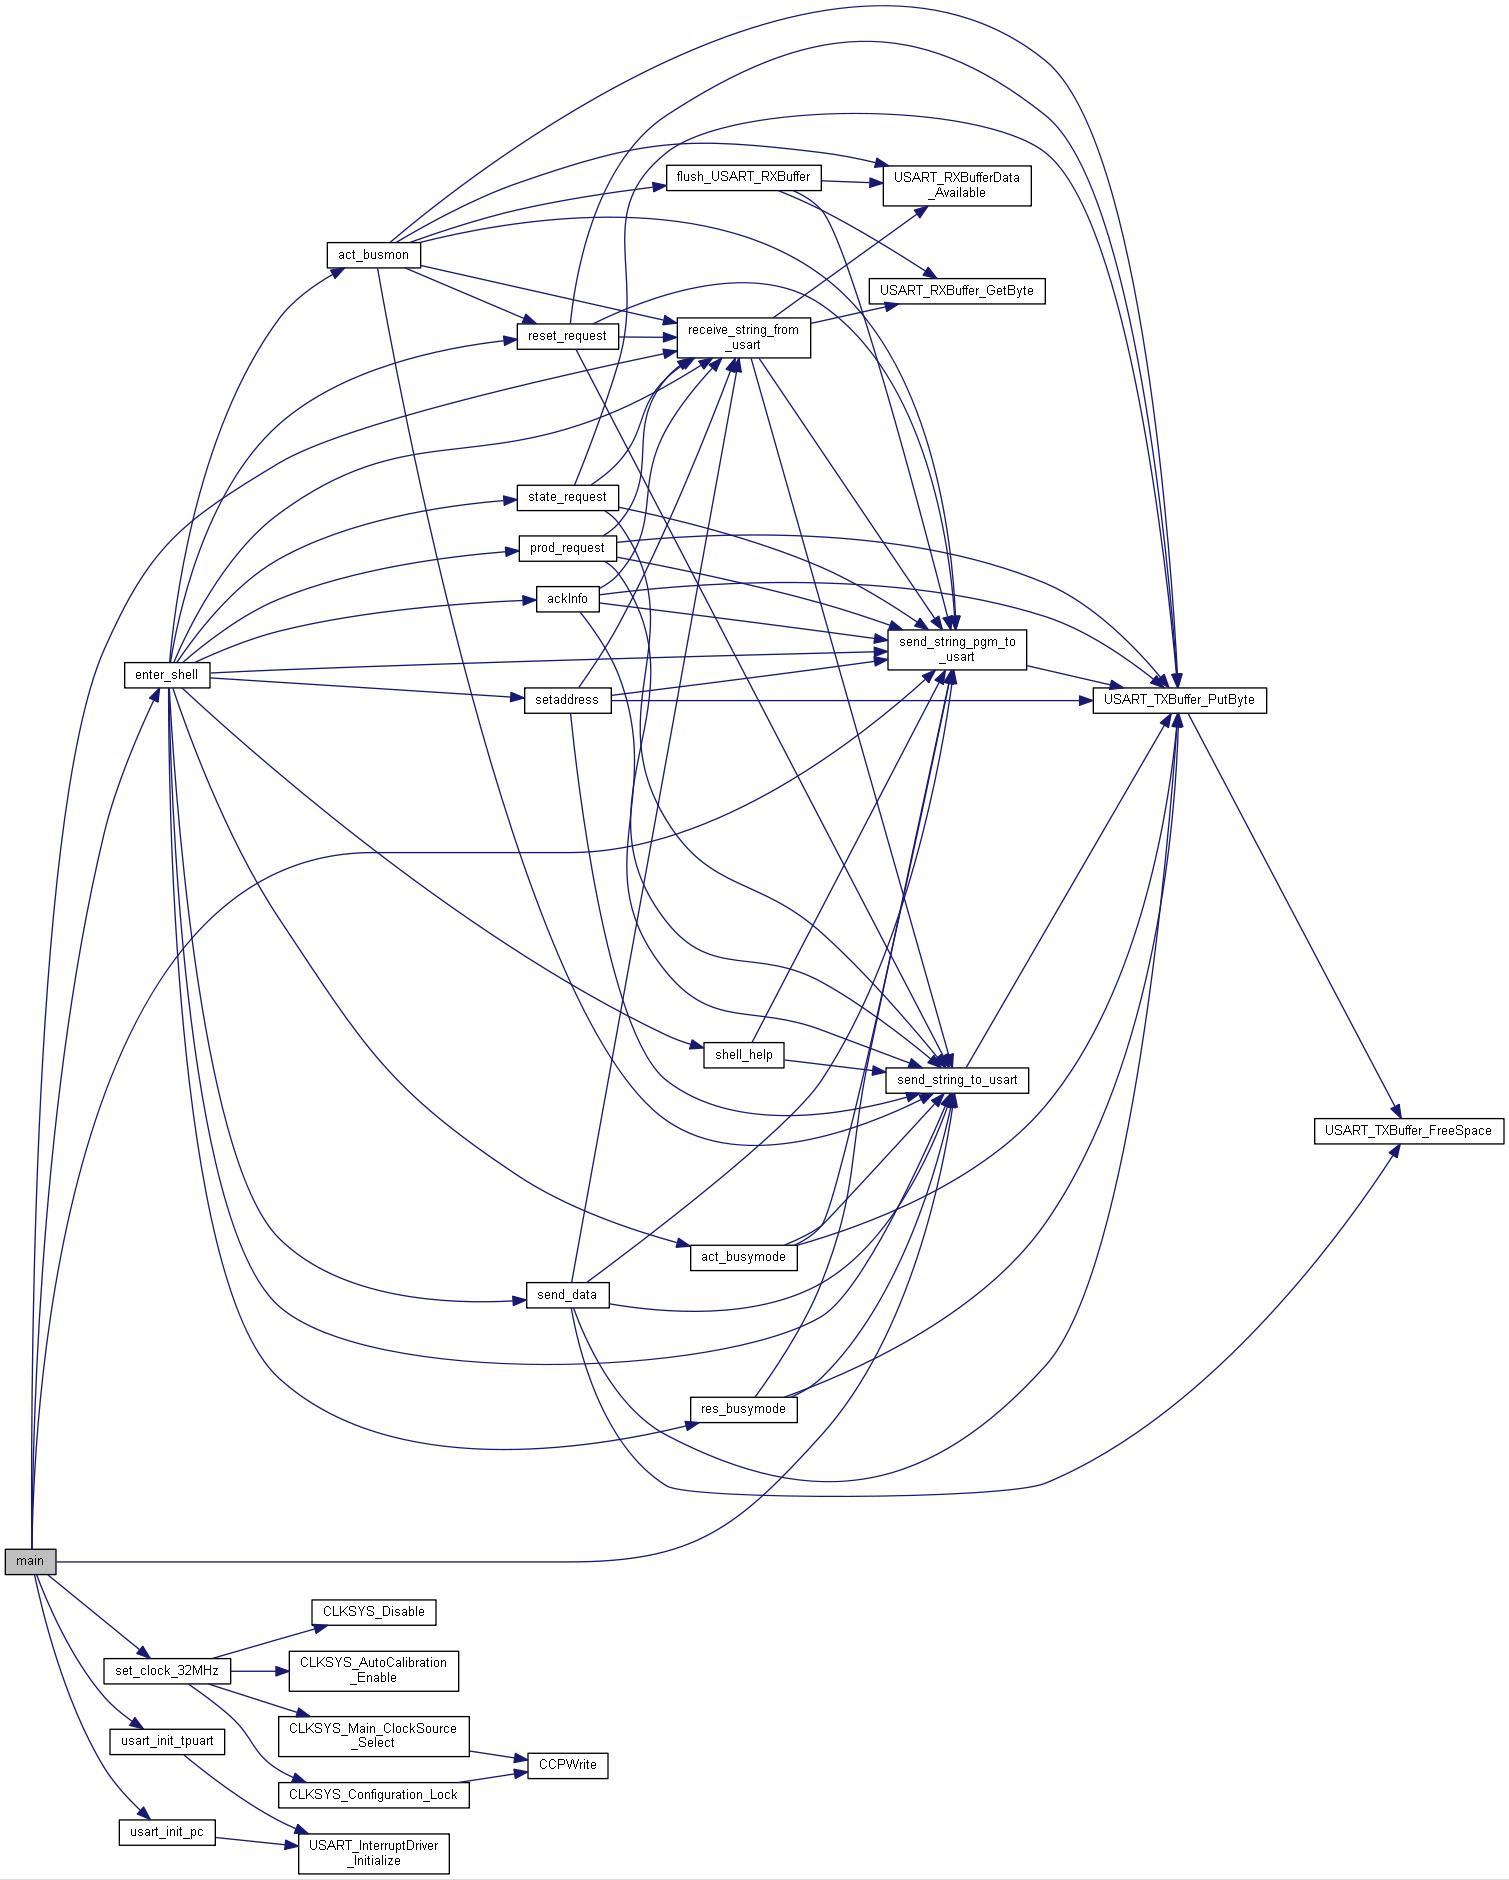 flush_USART_RXBuffer
USART_RXBufferData
_Available
act_busmon
USART_RXBuffer_GetByte
reset_request
receive_string_from
_usart
state_request
prod_request
ackInfo
send_string_pgm_to
_usart
enter_shell
setaddress
USART_TXBuffer_PutByte
shell_help
send_string_to_usart
USART_TXBuffer_FreeSpace
act_busymode
send_data
res_busymode
main
CLKSYS_Disable
set_clock_32MHz
CLKSYS_AutoCalibration
_Enable
CLKSYS_Main_ClockSource
_Select
usart_init_tpuart
CCPWrite
CLKSYS_Configuration_Lock
usart_init_pc
USART_InterruptDriver
_Initialize